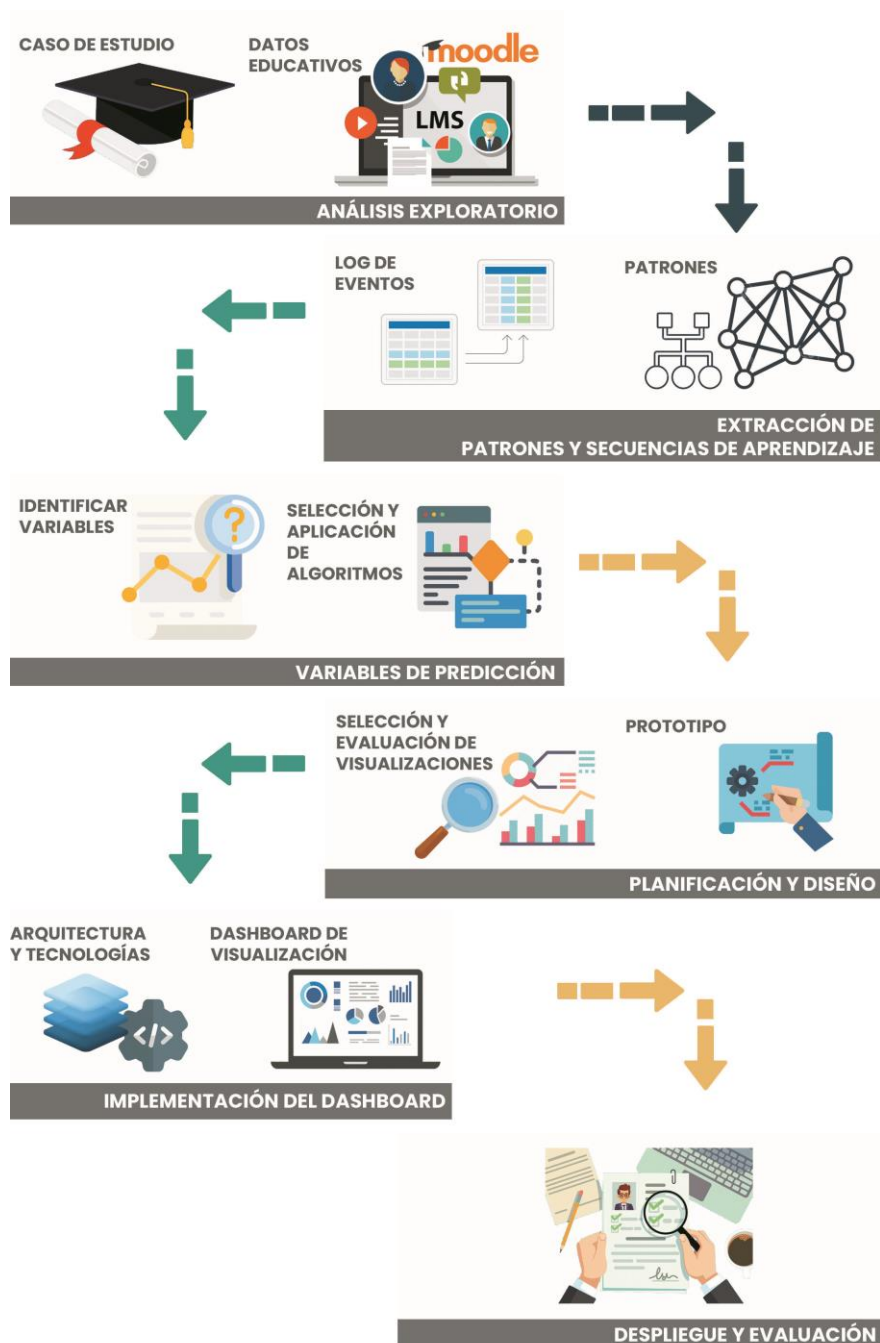 CASO DE ESTUDIO
DATOS
EDUCATIVOS
moodle
LMS
ANÁLISIS EXPLORATORIO
LOG DE
EVENTOS
PATRONES
EXTRACCIÓN DE
PATRONES Y SECUENCIAS DE APRENDIZAJE
IDENTIFICAR
VARIABLES
?
SELECCIÓN Y
APLICACIÓN
DE
ALGORITMOS
VARIABLES DE PREDICCIÓN
SELECCIÓN Y
EVALUACIÓN DE
VISUALIZACIONES
PROTOTIPO
PLANIFICACIÓN Y DISEÑO
ARQUITECTURA
Y TECNOLOGÍAS
</>
DASHBOARD DE
VISUALIZACIÓN
IMPLEMENTACIÓN DEL DASHBOARD
DESPLIEGUE Y EVALUACIÓN